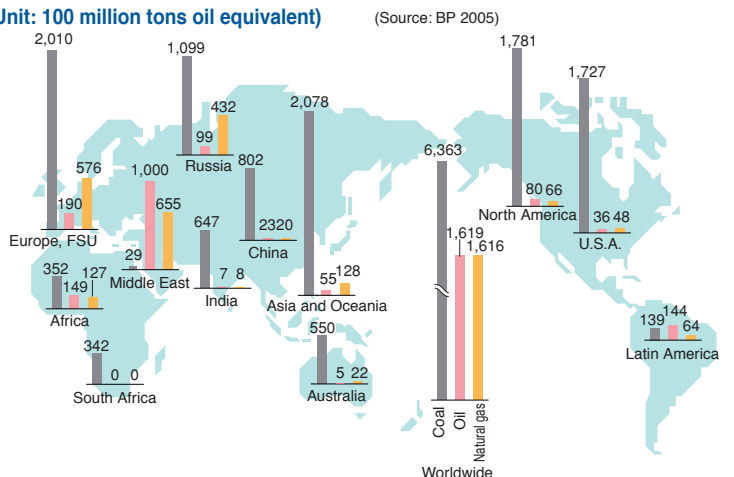 Unit: 100 million tons oil equivalent)
(Source: BP 2005)
2,010
190
576
Europe, FSU
1,099
99
432
Russia
802
2320
China
2,078
55
128
Asia and Oceania
1,781
80 66
North America
1,727
36 48
U.S.A.
29
1,000
655
Middle East
647
7 8
India
352
149
127
Africa
342
0 0
South Africa
550
5 22
Australia
6,363
1,619
1,616
Coal
Oil
Natural gas
Worldwide
139
144
64
Latin America